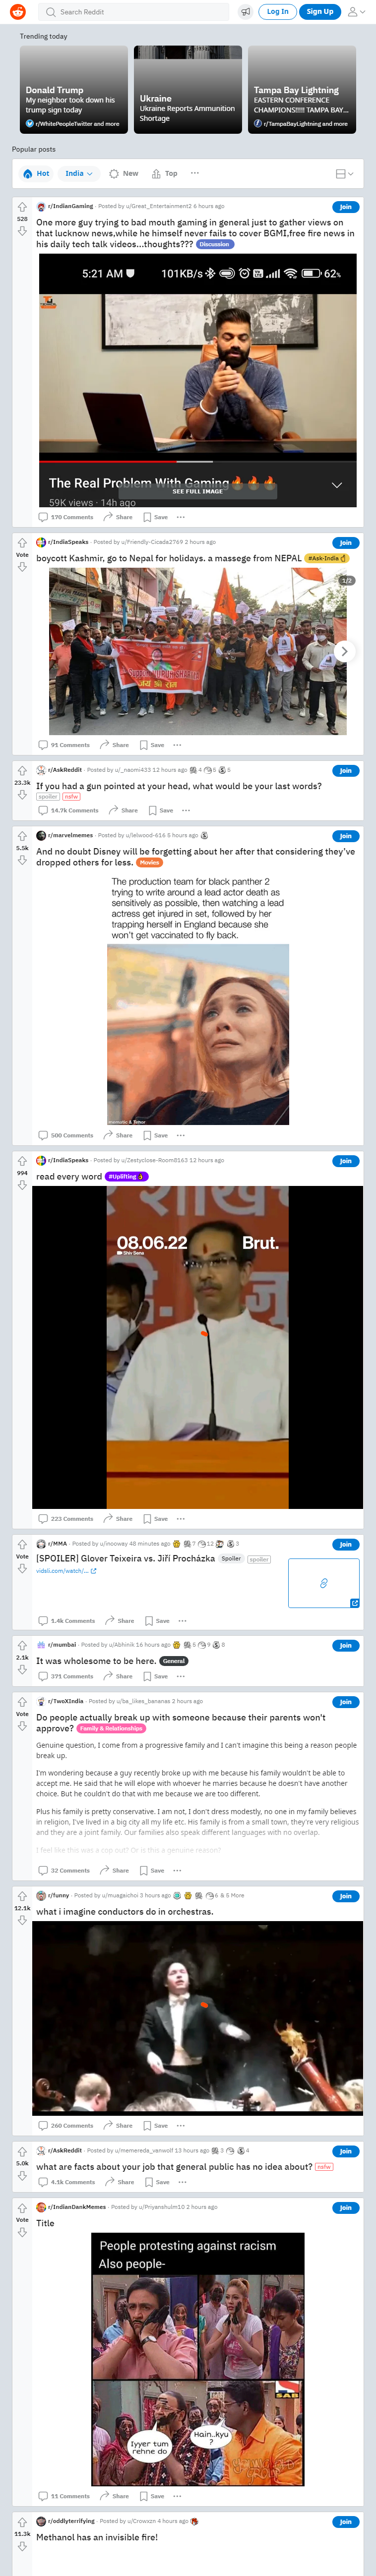 Search Reddit
Log In
Sign Up
Trending today
Donald Trump
My neighbor took down his
trump sign today
r/WhitePeopleTwitter and more
Ukraine
Ukraine Reports Ammunition
Shortage
Tampa Bay Lightning
EASTERN CONFERENCE
CHAMPIONS!!!!! TAMPA BAY...
r/TampaBayLightning and more
Popular posts
Hot
India
New
Top
528
r/IndianGaming · Posted by u/Great_Entertainment2 6 hours ago
Join
One more guy trying to bad mouth gaming in general just to gather views on
that lucknow news,while he himself never fails to cover BGMI,free fire news in
his daily tech talk videos...thoughts??? Discussion
5:21 AM
101KB/s
62%
The Real Problem With Gaming🔥🔥🔥
59K views · 14h ago
SEE FULL IMAGE
170 Comments Share Save
Vote
r/IndiaSpeaks · Posted by u/Friendly-Cicada2769 2 hours ago
Join
boycott Kashmir, go to Nepal for holidays. a massege from NEPAL #Ask-India
1/2
91 Comments Share Save
23.3k
r/AskReddit · Posted by u/_naomi435 12 hours ago 4 5 6
Join
If you had a gun pointed at your head, what would be your last words?
spoiler nsfw
14.7k Comments Share Save
5.5k
r/marvelmemes · Posted by u/lelwood-616 5 hours ago
Join
And no doubt Disney will be forgetting about her after that considering they've
dropped others for less. Movies
The production team for black panther 2
trying to write around a lead actor death as
sensitively as possible, then watching a lead
actress get injured in set, followed by her
trapping herself in England because she
won't get vaccinated to fly back.
500 Comments Share Save
994
r/IndiaSpeaks · Posted by u/Zestyclose-Room8163 12 hours ago
Join
read every word #Uplifting
08.06.22
Brut.
Shiv Sena
223 Comments Share Save
Vote
r/MMA · Posted by u/incoway 48 minutes ago 7 12 3
Join
[SPOILER] Glover Teixeira vs. Jiří Procházka Spoiler spoiler
vidsli.com/watch/...
1.4k Comments Share Save
2.1k
r/mumbai · Posted by u/Abhinik 16 hours ago 6 9 8
Join
It was wholesome to be here. General
371 Comments Share Save
Vote
r/TwoXIndia · Posted by u/ba_likes_bananas 2 hours ago
Join
Do people actually break up with someone because their parents won't
approve? Family & Relationships
Genuine question, I come from a progressive family and I can't imagine this being a reason people
break up.
I'm wondering because a guy recently broke up with me because his family wouldn't be able to
accept me. He said that he will elope with whoever he marries because he doesn't have another
choice. But he couldn't do that with me because we are too different.
Plus his family is pretty conservative. I am not, I don't dress modestly, no one in my family believes
in religion, I've lived in a big city all my life etc. His family is from a small town, they're very religious
and they are a joint family. Our families also speak different languages with no overlap.
I feel like this was a cop out? Or is this a genuine reason?
32 Comments Share Save
12.1k
r/funny · Posted by u/muagaichoi 3 hours ago 6 & 5 More
Join
what i imagine conductors do in orchestras.
260 Comments Share Save
5.0k
r/AskReddit · Posted by u/memereda_vanwolf 13 hours ago 3 4
Join
what are facts about your job that general public has no idea about? nsfw
4.1k Comments Share Save
Vote
r/IndianDankMemes · Posted by u/Priyanshulm10 2 hours ago
Join
Title
People protesting against racism
Also people-
SAB
Iyyer tum
rehne do
Hain..kyu
?
11 Comments Share Save
11.3k
r/oddlyterrifying · Posted by u/Crowxzn 4 hours ago
Join
Methanol has an invisible fire!